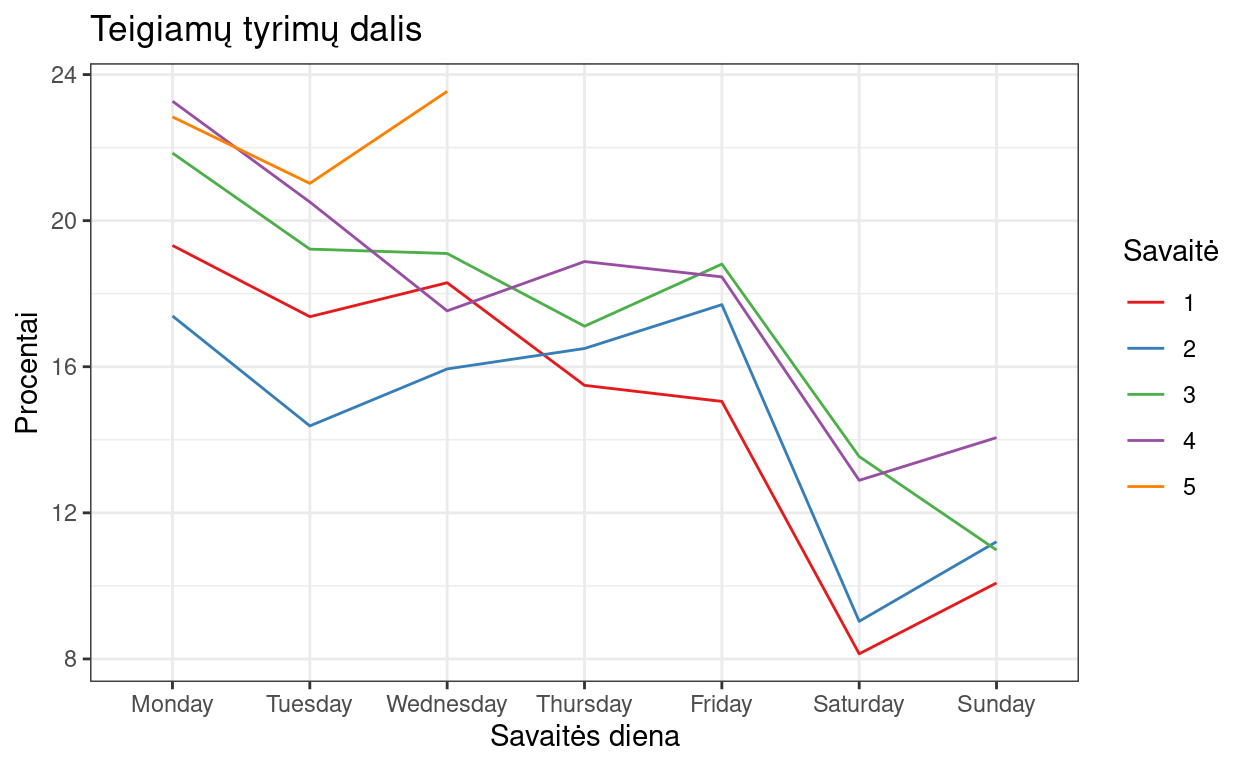 Teigiamų tyrimų dalis
24
20
16
12
8
Procentai
Monday Tuesday Wednesday Thursday Friday Saturday Sunday
Savaitės diena
Savaitė
1
2
3
4
5